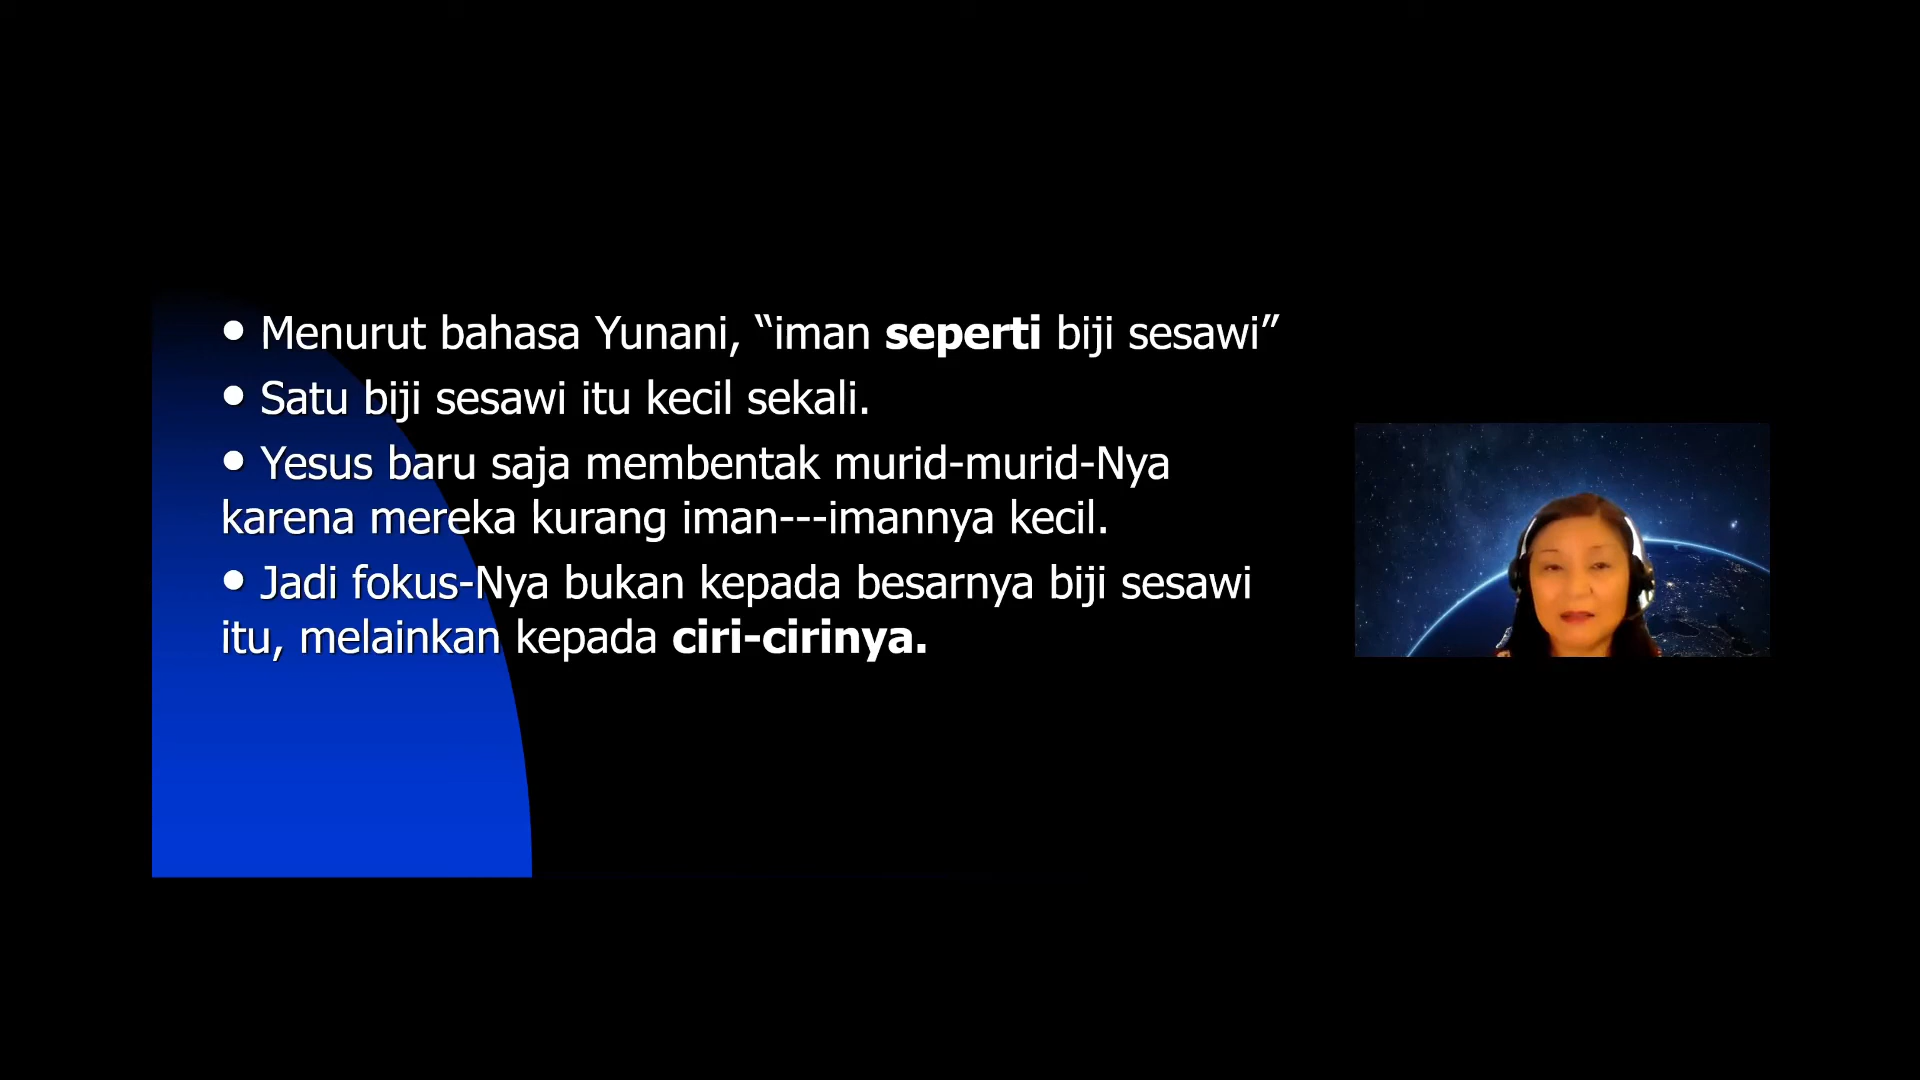 • Menurut bahasa Yunani, “iman seperti biji sesawi”
• Satu biji sesawi itu kecil sekali.
• Yesus baru saja membentak murid-murid-Nya
karena mereka kurang iman---imannya kecil.
• Jadi fokus-Nya bukan kepada besarnya biji sesawi
itu, melainkan kepada ciri-cirinya.